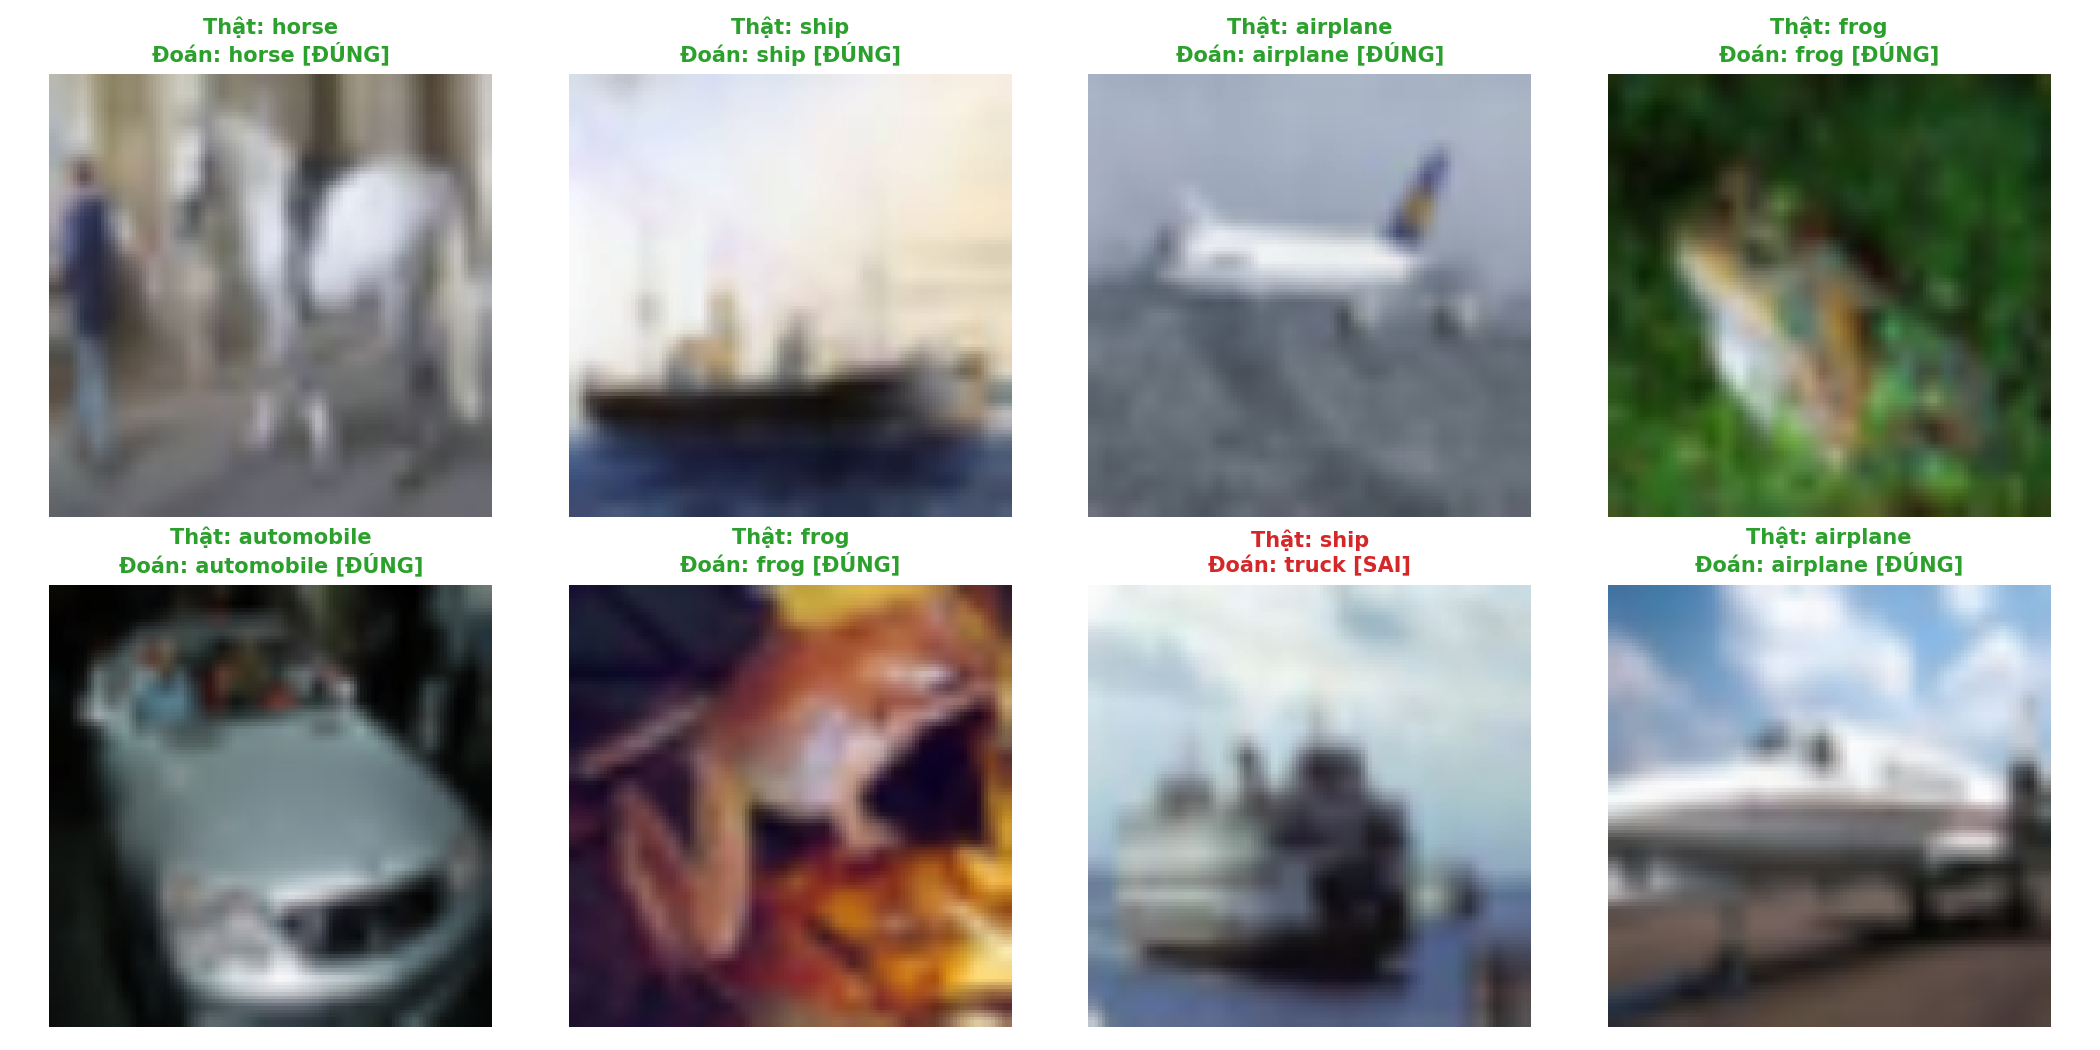 Thật: horse
Đoán: horse [ĐÚNG]
Thật: ship
Đoán: ship [ĐÚNG]
Thật: airplane
Đoán: airplane [ĐÚNG]
Thật: frog
Đoán: frog [ĐÚNG]
Thật: automobile
Đoán: automobile [ĐÚNG]
Thật: frog
Đoán: frog [ĐÚNG]
Thật: ship
Đoán: truck [SAI]
Thật: airplane
Đoán: airplane [ĐÚNG]